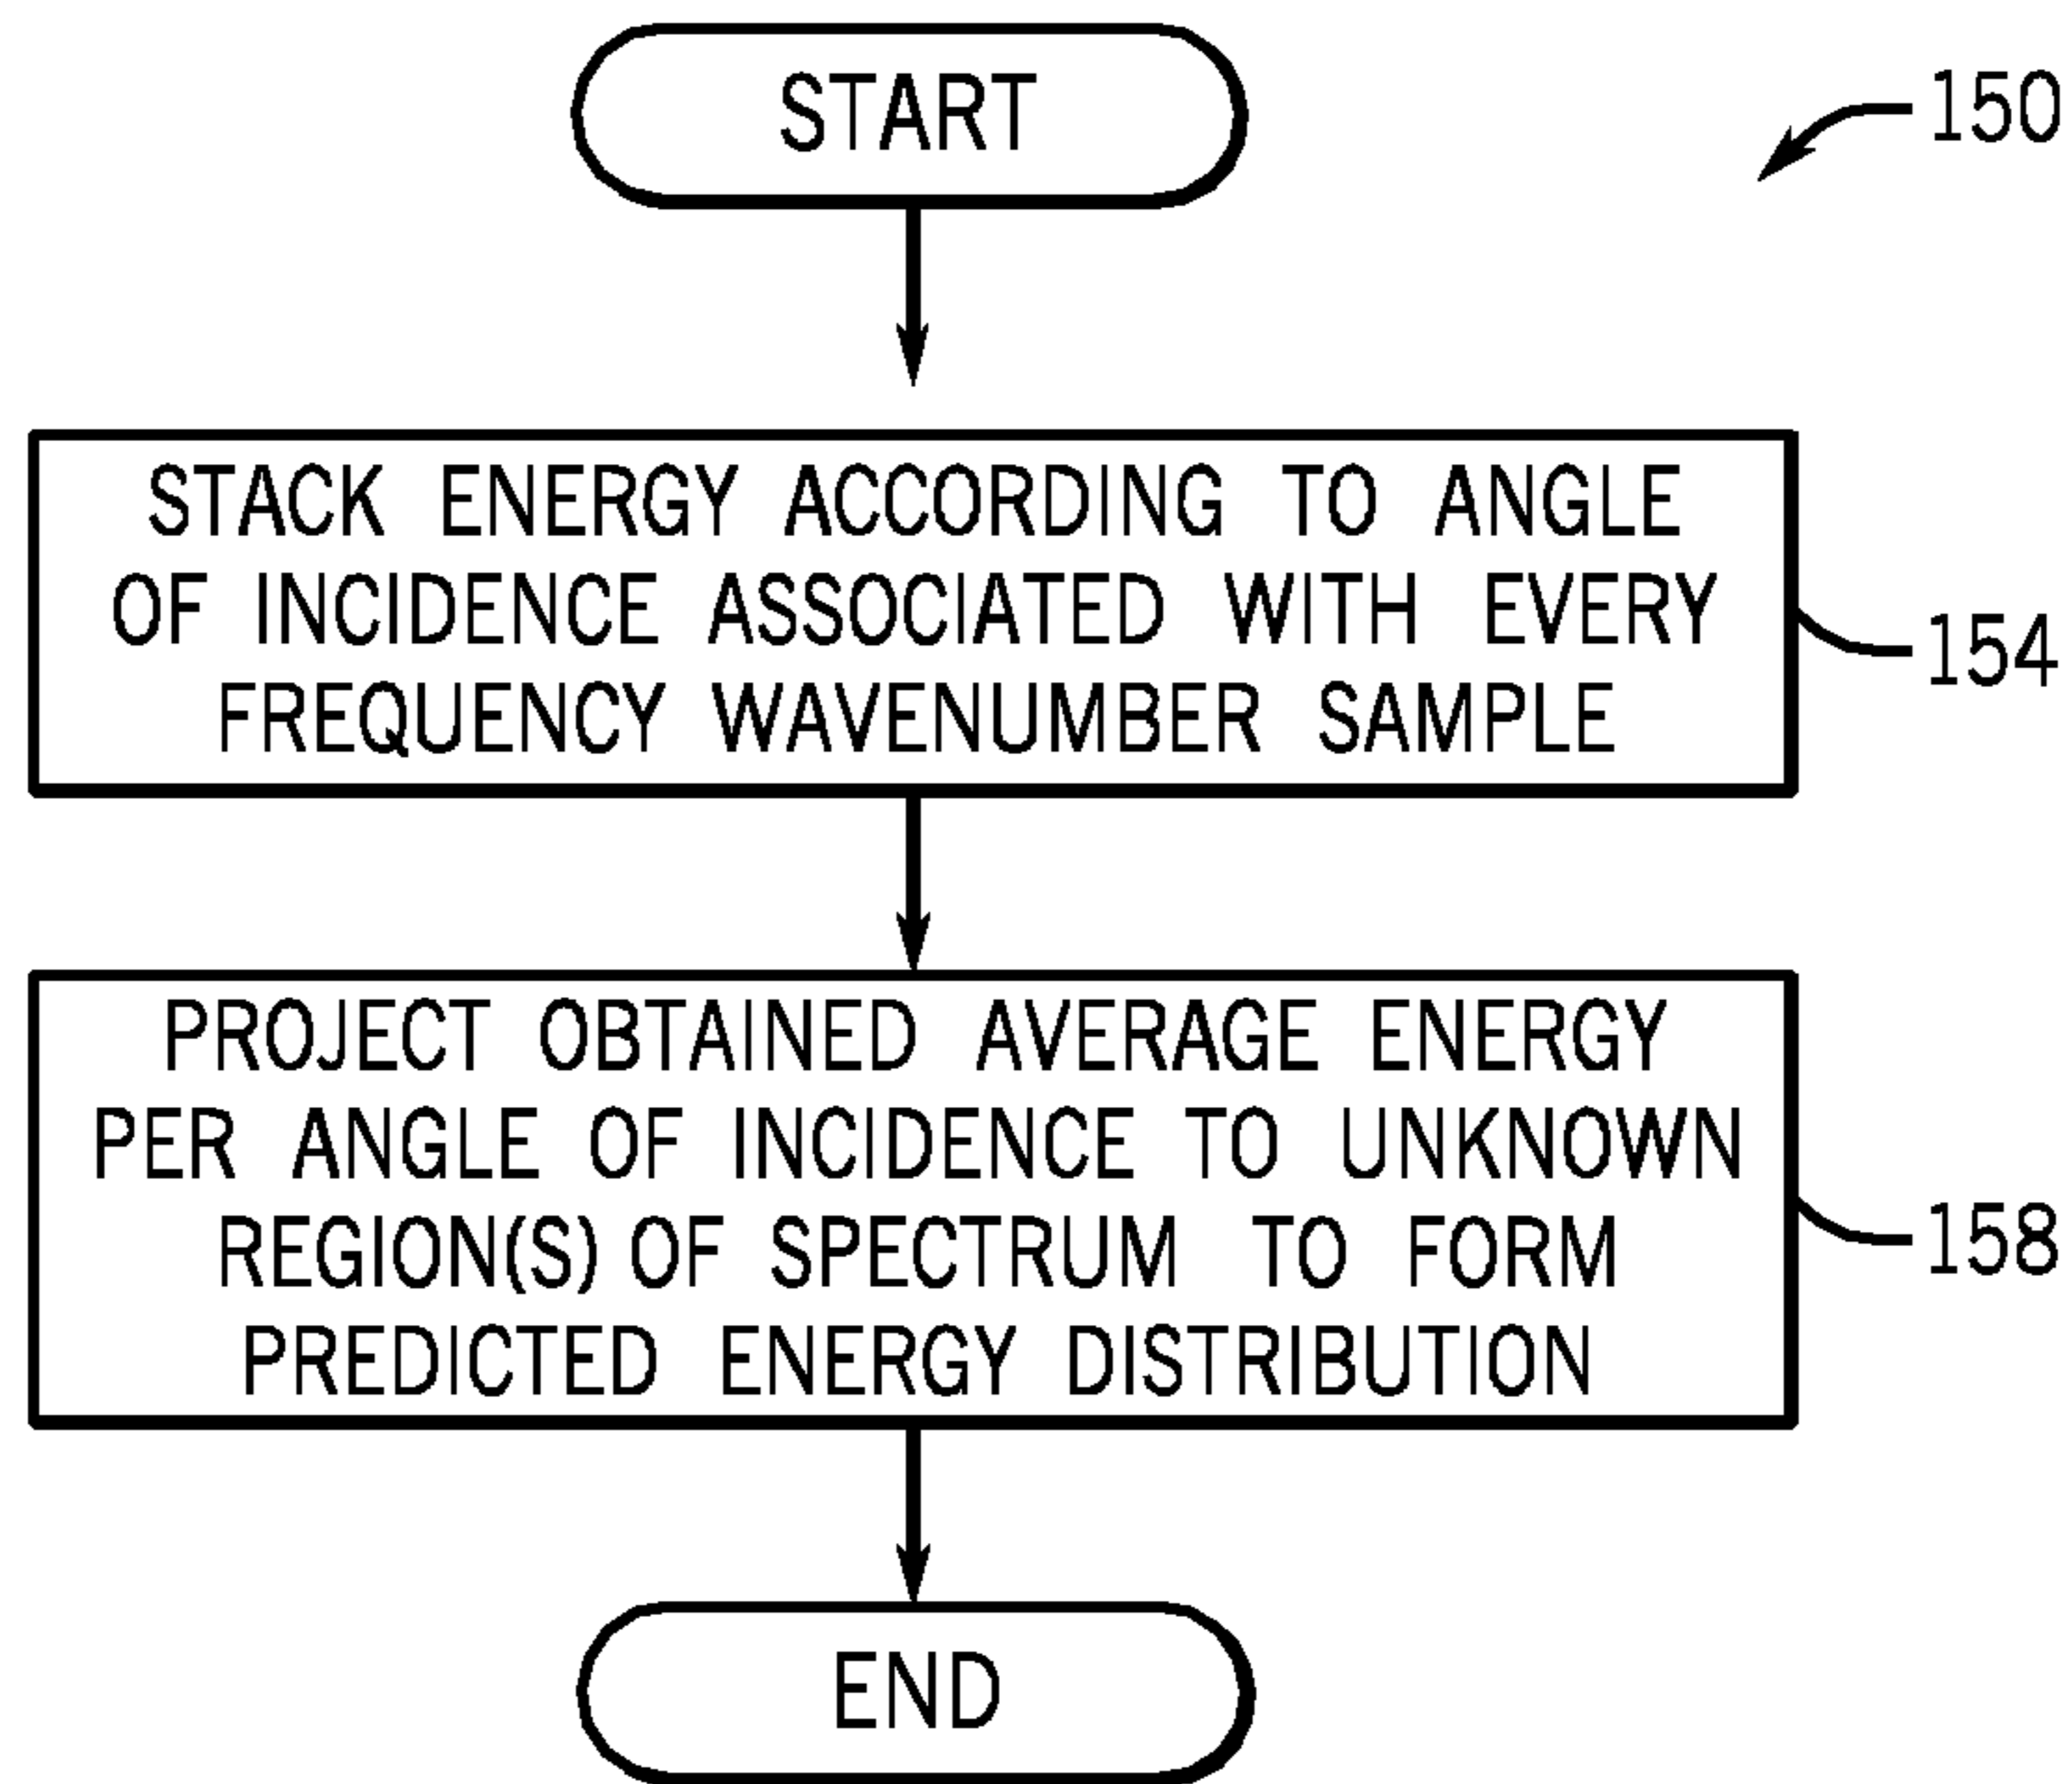 START
150
STACK ENERGY ACCORDING TO ANGLE
OF INCIDENCE ASSOCIATED WITH EVERY
FREQUENCY WAVENUMBER SAMPLE
154
PROJECT OBTAINED AVERAGE ENERGY
PER ANGLE OF INCIDENCE TO UNKNOWN
REGION(S) OF SPECTRUM TO FORM
PREDICTED ENERGY DISTRIBUTION
158
END